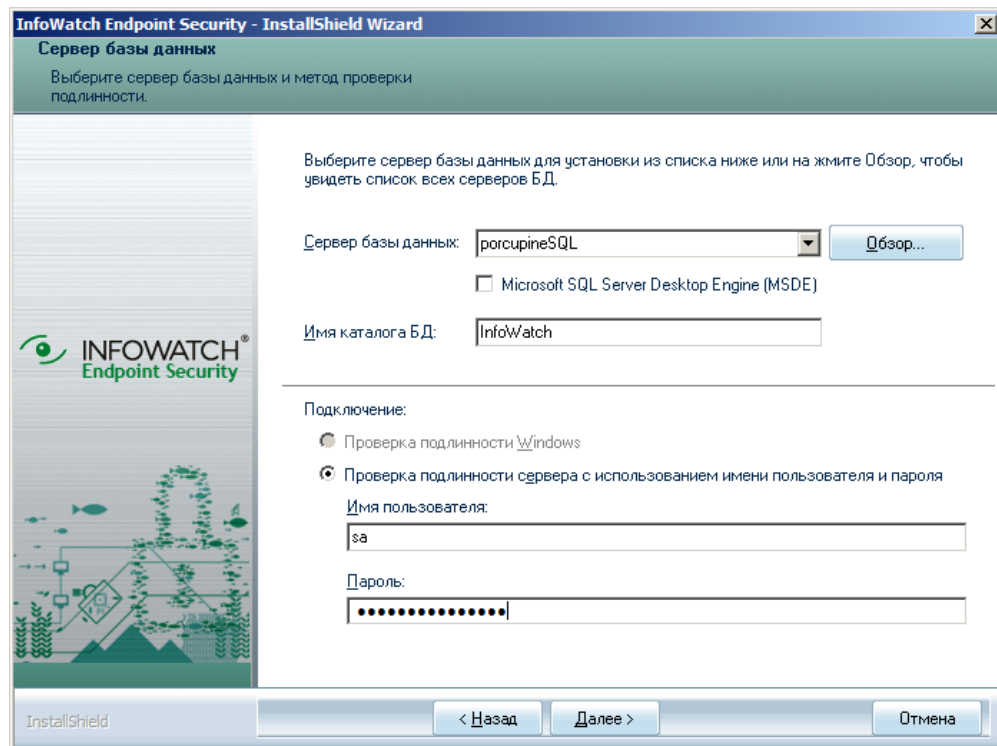 InfoWatch Endpoint Security - InstallShield Wizard
Сервер базы данных
Выберите сервер базы данных и метод проверки
подлинности.
Выберите сервер базы данных для установки из списка ниже или на жмите Обзор, чтобы
увидеть список всех серверов БД.
Сервер базы данных: porcupineSQL Обзор...
Microsoft SQL Server Desktop Engine (MSDE)
Имя каталога БД: InfoWatch
INFOWATCH®
Endpoint Security
Подключение:
Проверка подлинности Windows
Проверка подлинности сервера с использованием имени пользователя и пароля
Имя пользователя:
sa
Пароль:
•••••••••••••••
InstallShield < Назад Далее > Отмена